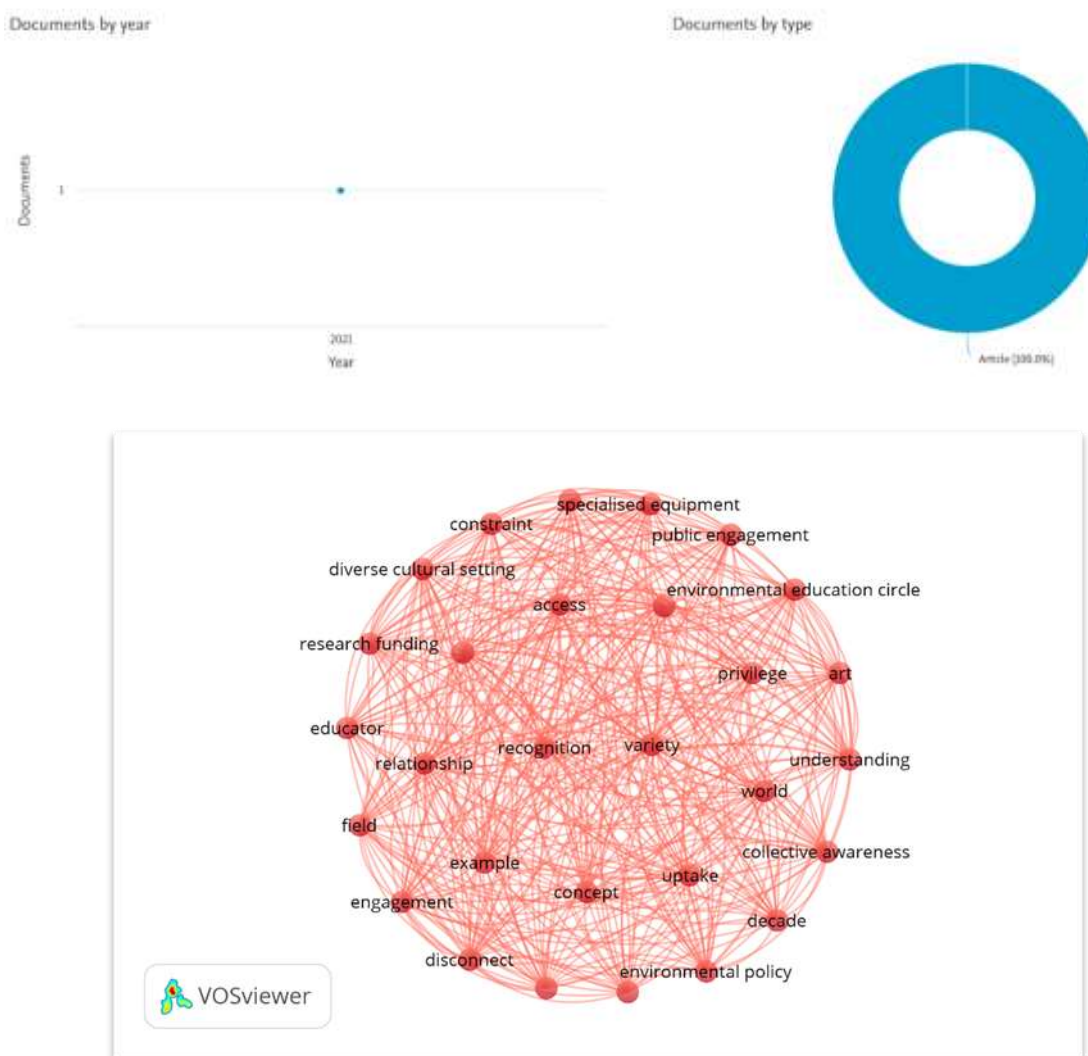 Documents by year
Documents by type
Documents
1
2021
Year
Article (100.0%)
specialised equipment
constraint
public engagement
diverse cultural setting
environmental education circle
access
research funding
privilege
art
educator
recognition
variety
relationship
understanding
world
field
collective awareness
example
uptake
concept
engagement
decade
disconnect
environmental policy
VOSviewer